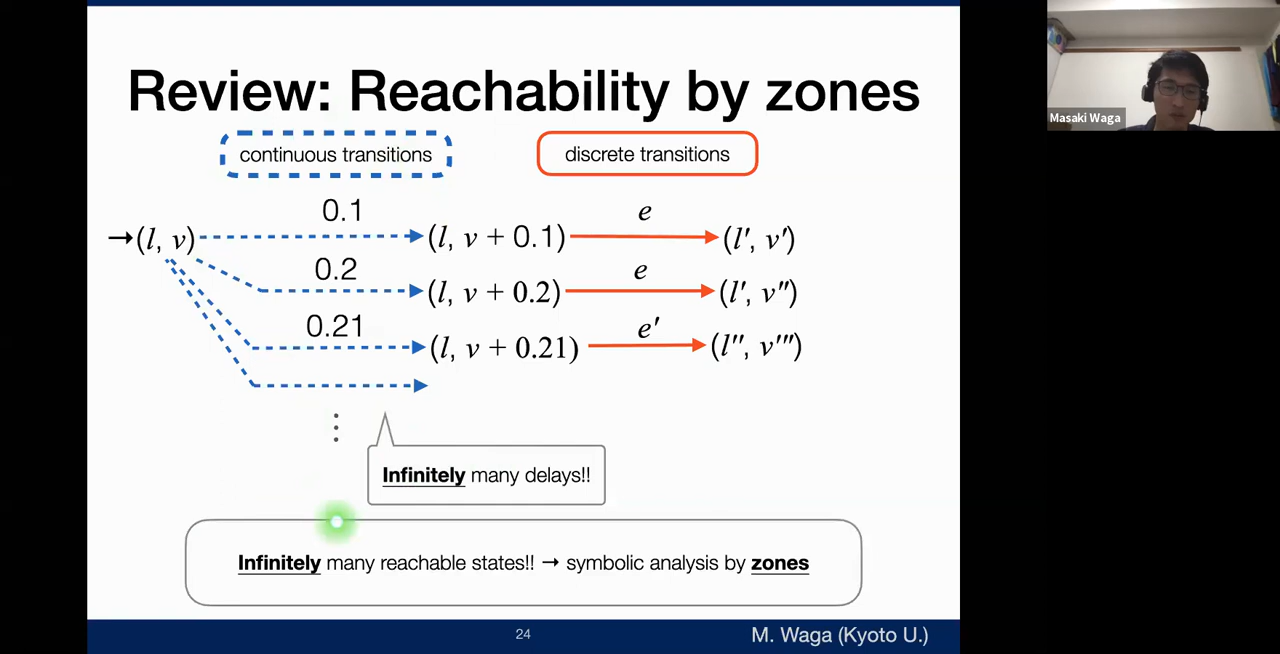 Review: Reachability by zones
continuous transitions
discrete transitions
0.1
e
→(l, v)
(l, v + 0.1)
(l′, v′)
0.2
e
(l, v + 0.2)
(l′, v″)
0.21
e′
(l, v + 0.21)
(l″, v‴)
⋮
Infinitely many delays!!
Infinitely many reachable states!! → symbolic analysis by zones
24
M. Waga (Kyoto U.)
Masaki Waga